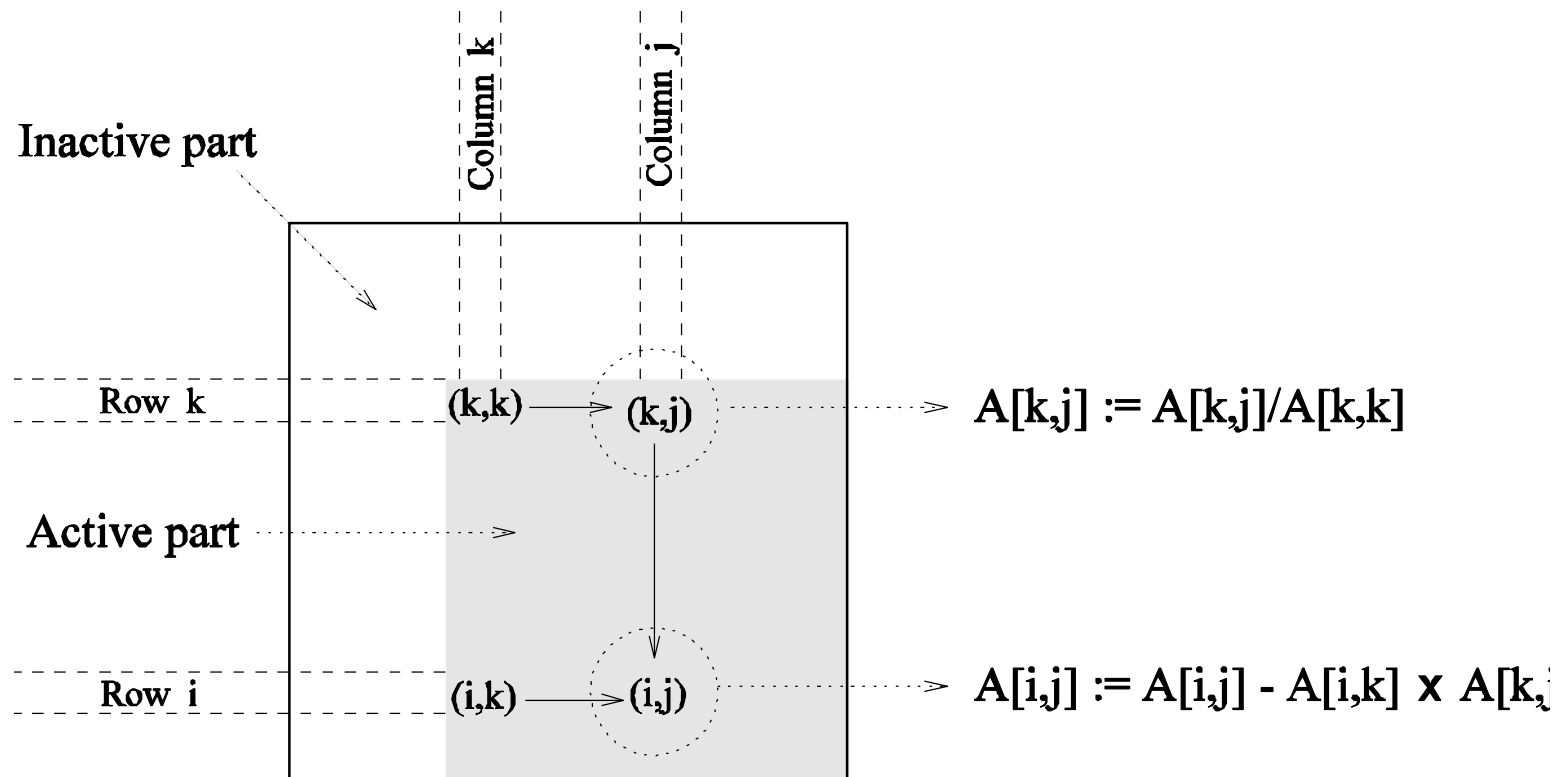 Column k
Column j
Inactive part
Row k
(k,k)
(k,j)
A[k,j] := A[k,j]/A[k,k]
Active part
Row i
(i,k)
(i,j)
A[i,j] := A[i,j] - A[i,k] x A[k,j